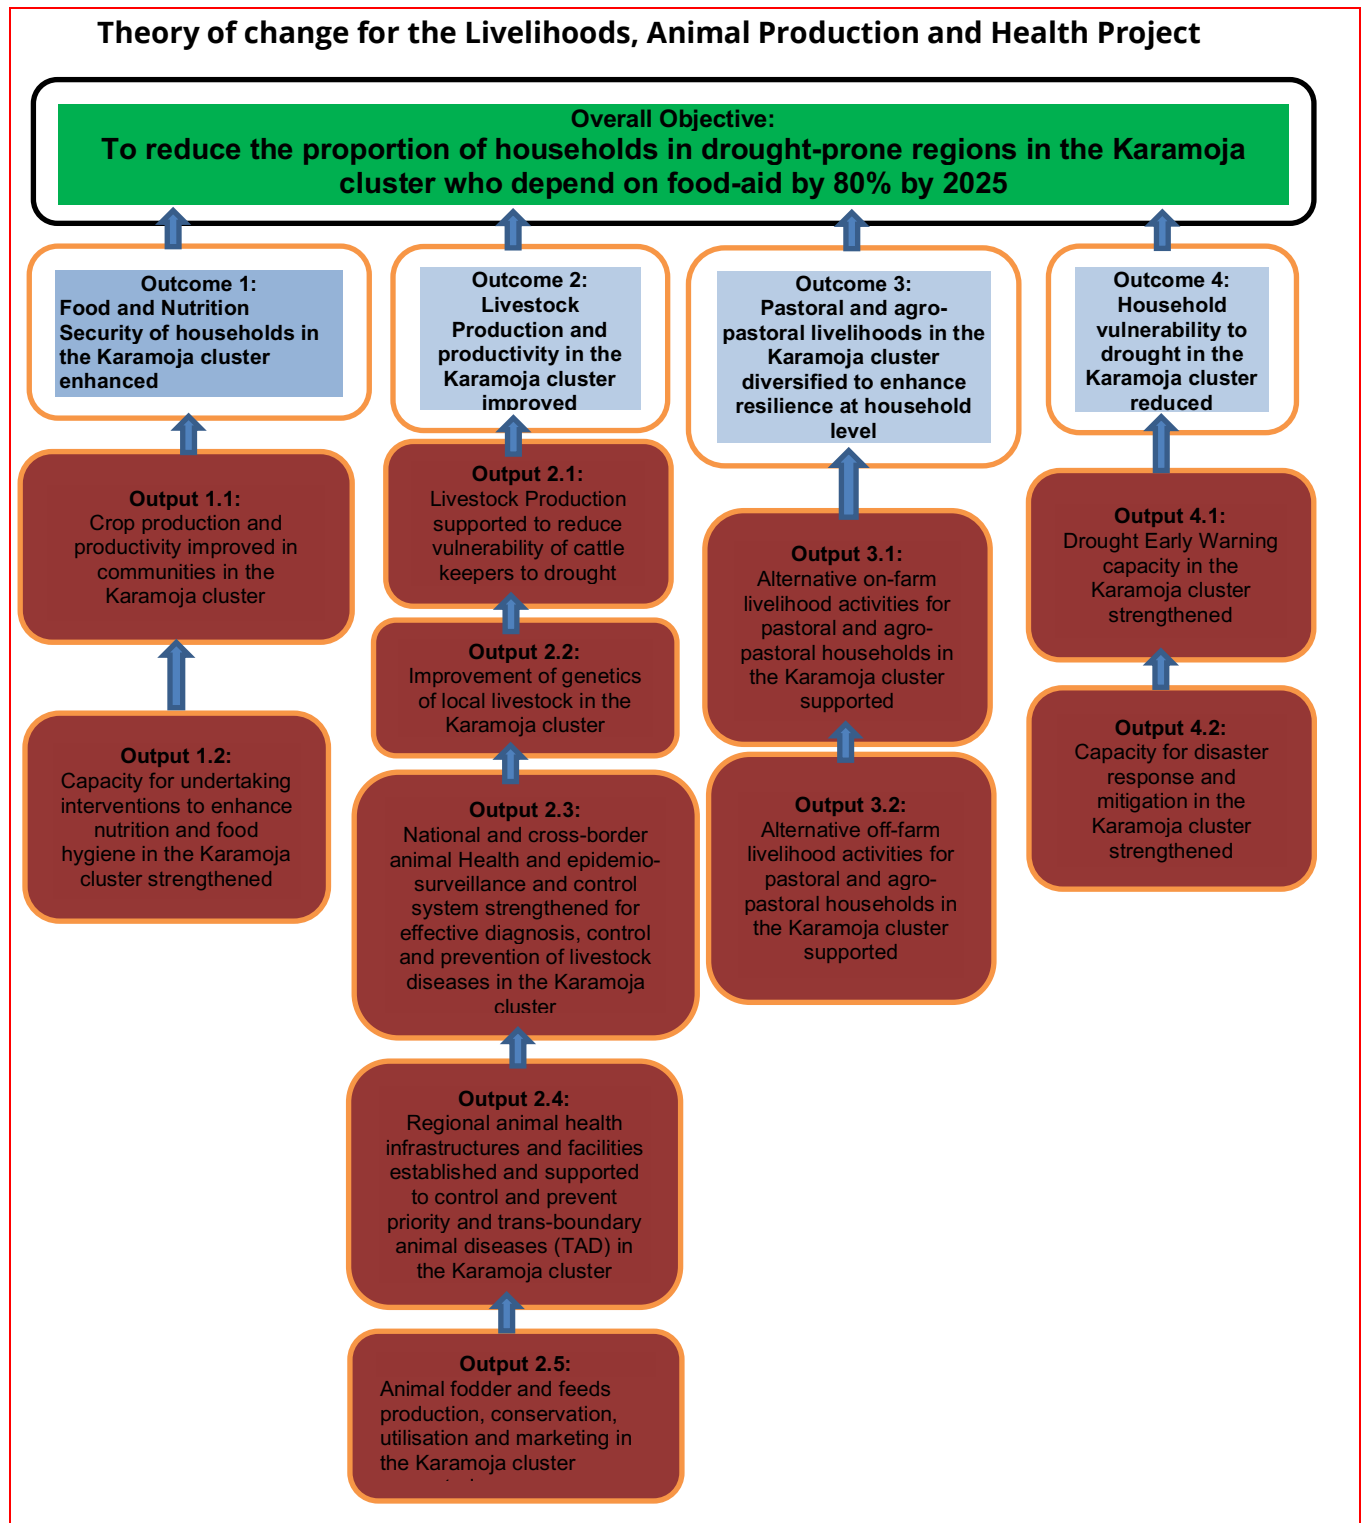 Theory of change for the Livelihoods, Animal Production and Health Project
Overall Objective:
To reduce the proportion of households in drought-prone regions in the Karamoja
cluster who depend on food-aid by 80% by 2025
Outcome 1:
Food and Nutrition
Security of households in
the Karamoja cluster
enhanced
Output 1.1:
Crop production and
productivity improved in
communities in the
Karamoja cluster
Output 1.2:
Capacity for undertaking
interventions to enhance
nutrition and food
hygiene in the Karamoja
cluster strengthened
Outcome 2:
Livestock
Production and
productivity in the
Karamoja cluster
improved
Output 2.1:
Livestock Production
supported to reduce
vulnerability of cattle
keepers to drought
Output 2.2:
Improvement of genetics
of local livestock in the
Karamoja cluster
Output 2.3:
National and cross-border
animal Health and epidemio-
surveillance and control
system strengthened for
effective diagnosis, control
and prevention of livestock
diseases in the Karamoja
cluster
Output 2.4:
Regional animal health
infrastructures and facilities
established and supported
to control and prevent
priority and trans-boundary
animal diseases (TAD) in
the Karamoja cluster
Output 2.5:
Animal fodder and feeds
production, conservation,
utilisation and marketing in
the Karamoja cluster
Outcome 3:
Pastoral and agro-
pastoral livelihoods in the
Karamoja cluster
diversified to enhance
resilience at household
level
Output 3.1:
Alternative on-farm
livelihood activities for
pastoral and agro-
pastoral households in
the Karamoja cluster
supported
Output 3.2:
Alternative off-farm
livelihood activities for
pastoral and agro-
pastoral households in
the Karamoja cluster
supported
Outcome 4:
Household
vulnerability to
drought in the
Karamoja cluster
reduced
Output 4.1:
Drought Early Warning
capacity in the
Karamoja cluster
strengthened
Output 4.2:
Capacity for disaster
response and
mitigation in the
Karamoja cluster
strengthened